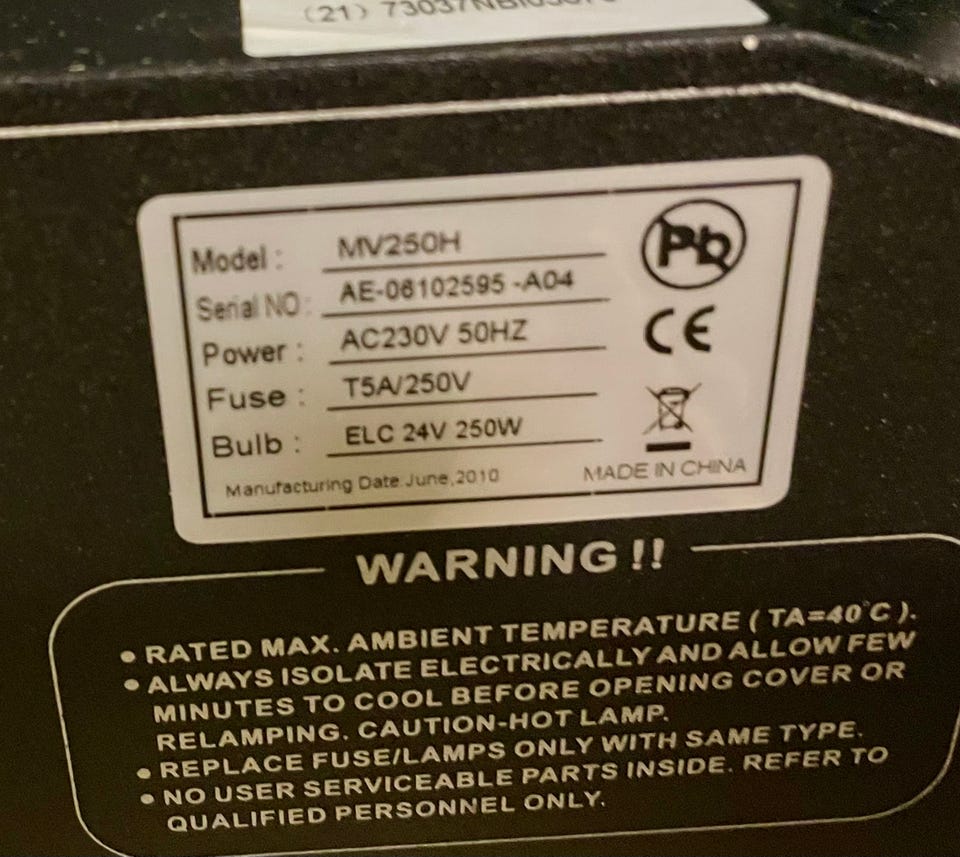 (21) 
Model : MV250H
Serial NO : AE-06102595 -A04
Power : AC230V 50HZ
Fuse : T5A/250V
Bulb : ELC 24V 250W
Manufacturing Date.June,2010 MADE IN CHINA
Pb
CE
WARNING !!
• RATED MAX. AMBIENT TEMPERATURE ( TA=40°C ).
• ALWAYS ISOLATE ELECTRICALLY AND ALLOW FEW
MINUTES TO COOL BEFORE OPENING COVER OR
RELAMPING. CAUTION-HOT LAMP.
• REPLACE FUSE/LAMPS ONLY WITH SAME TYPE.
• NO USER SERVICEABLE PARTS INSIDE. REFER TO
QUALIFIED PERSONNEL ONLY.